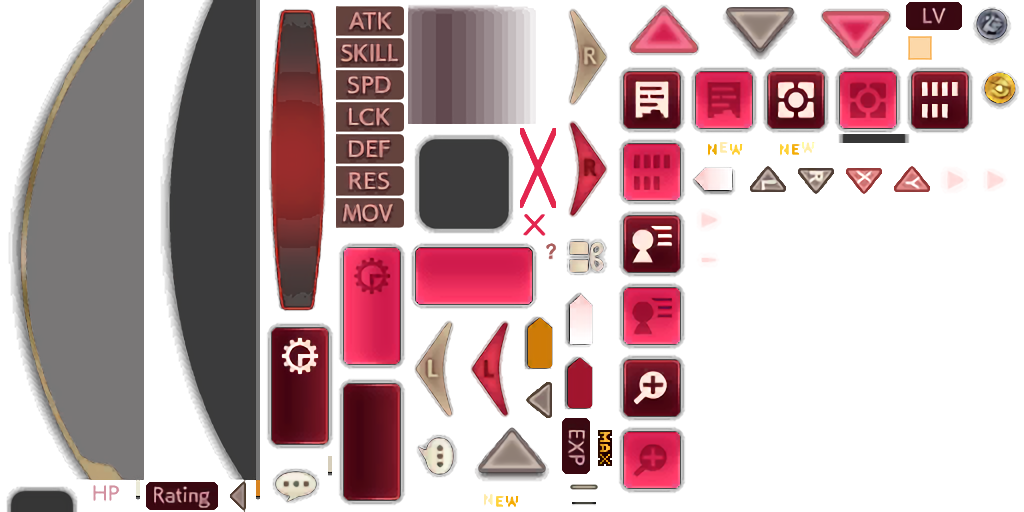 ATK
SKILL
SPD
LCK
DEF
RES
MOV
R
R
LV
NEW
NEW
L
R
X
Y
?
L
L
EXP
MAX
NEW
HP
Rating